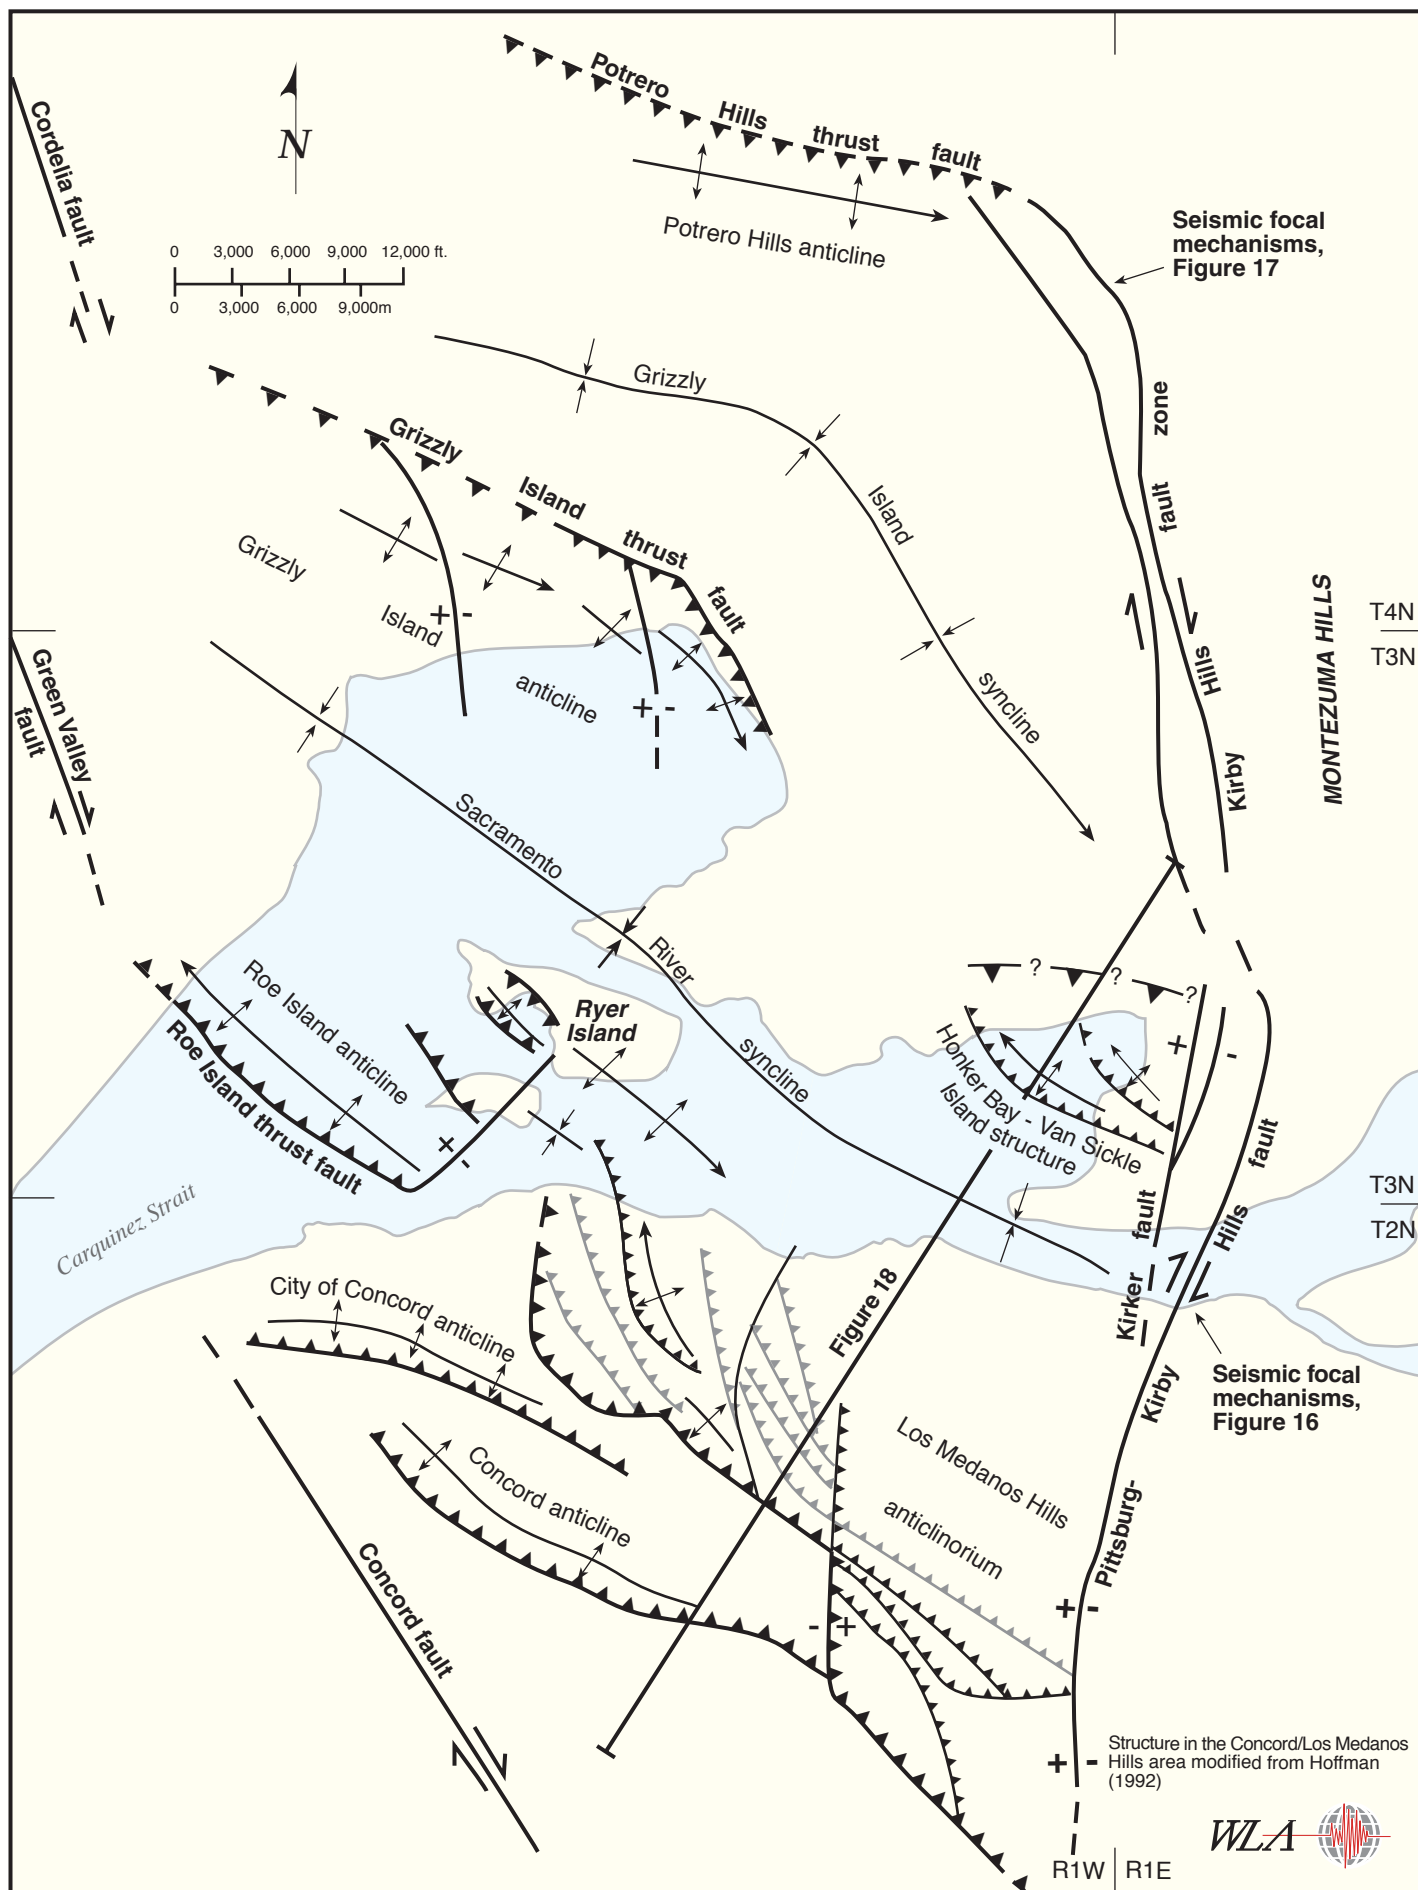 Potrero
Hills
thrust
fault
Cordelia fault
N
Potrero Hills anticline
Seismic focal
mechanisms,
Figure 17
0 3,000 6,000 9,000 12,000 ft.
0 3,000 6,000 9,000m
Grizzly
Island
syncline
zone
fault
Hills
Kirby
MONTEZUMA HILLS
T4N
T3N
Grizzly
Island
thrust
fault
Grizzly
Island
anticline
+ -
+ -
Green Valley
fault
Sacramento
River
syncline
Roe Island anticline
Roe Island thrust fault
Ryer
Island
+ -
? ? ?
+ -
Honker Bay - Van Sickle
Island structure
Kirker fault
fault
Hills
Kirby
Pittsburg-
T3N
T2N
Carquinez Strait
City of Concord anticline
Figure 18
Seismic focal
mechanisms,
Figure 16
Concord anticline
Los Medanos Hills
anticlinorium
Concord fault
+ -
- +
+ -
Structure in the Concord/Los Medanos
Hills area modified from Hoffman
(1992)
WLA
R1W R1E